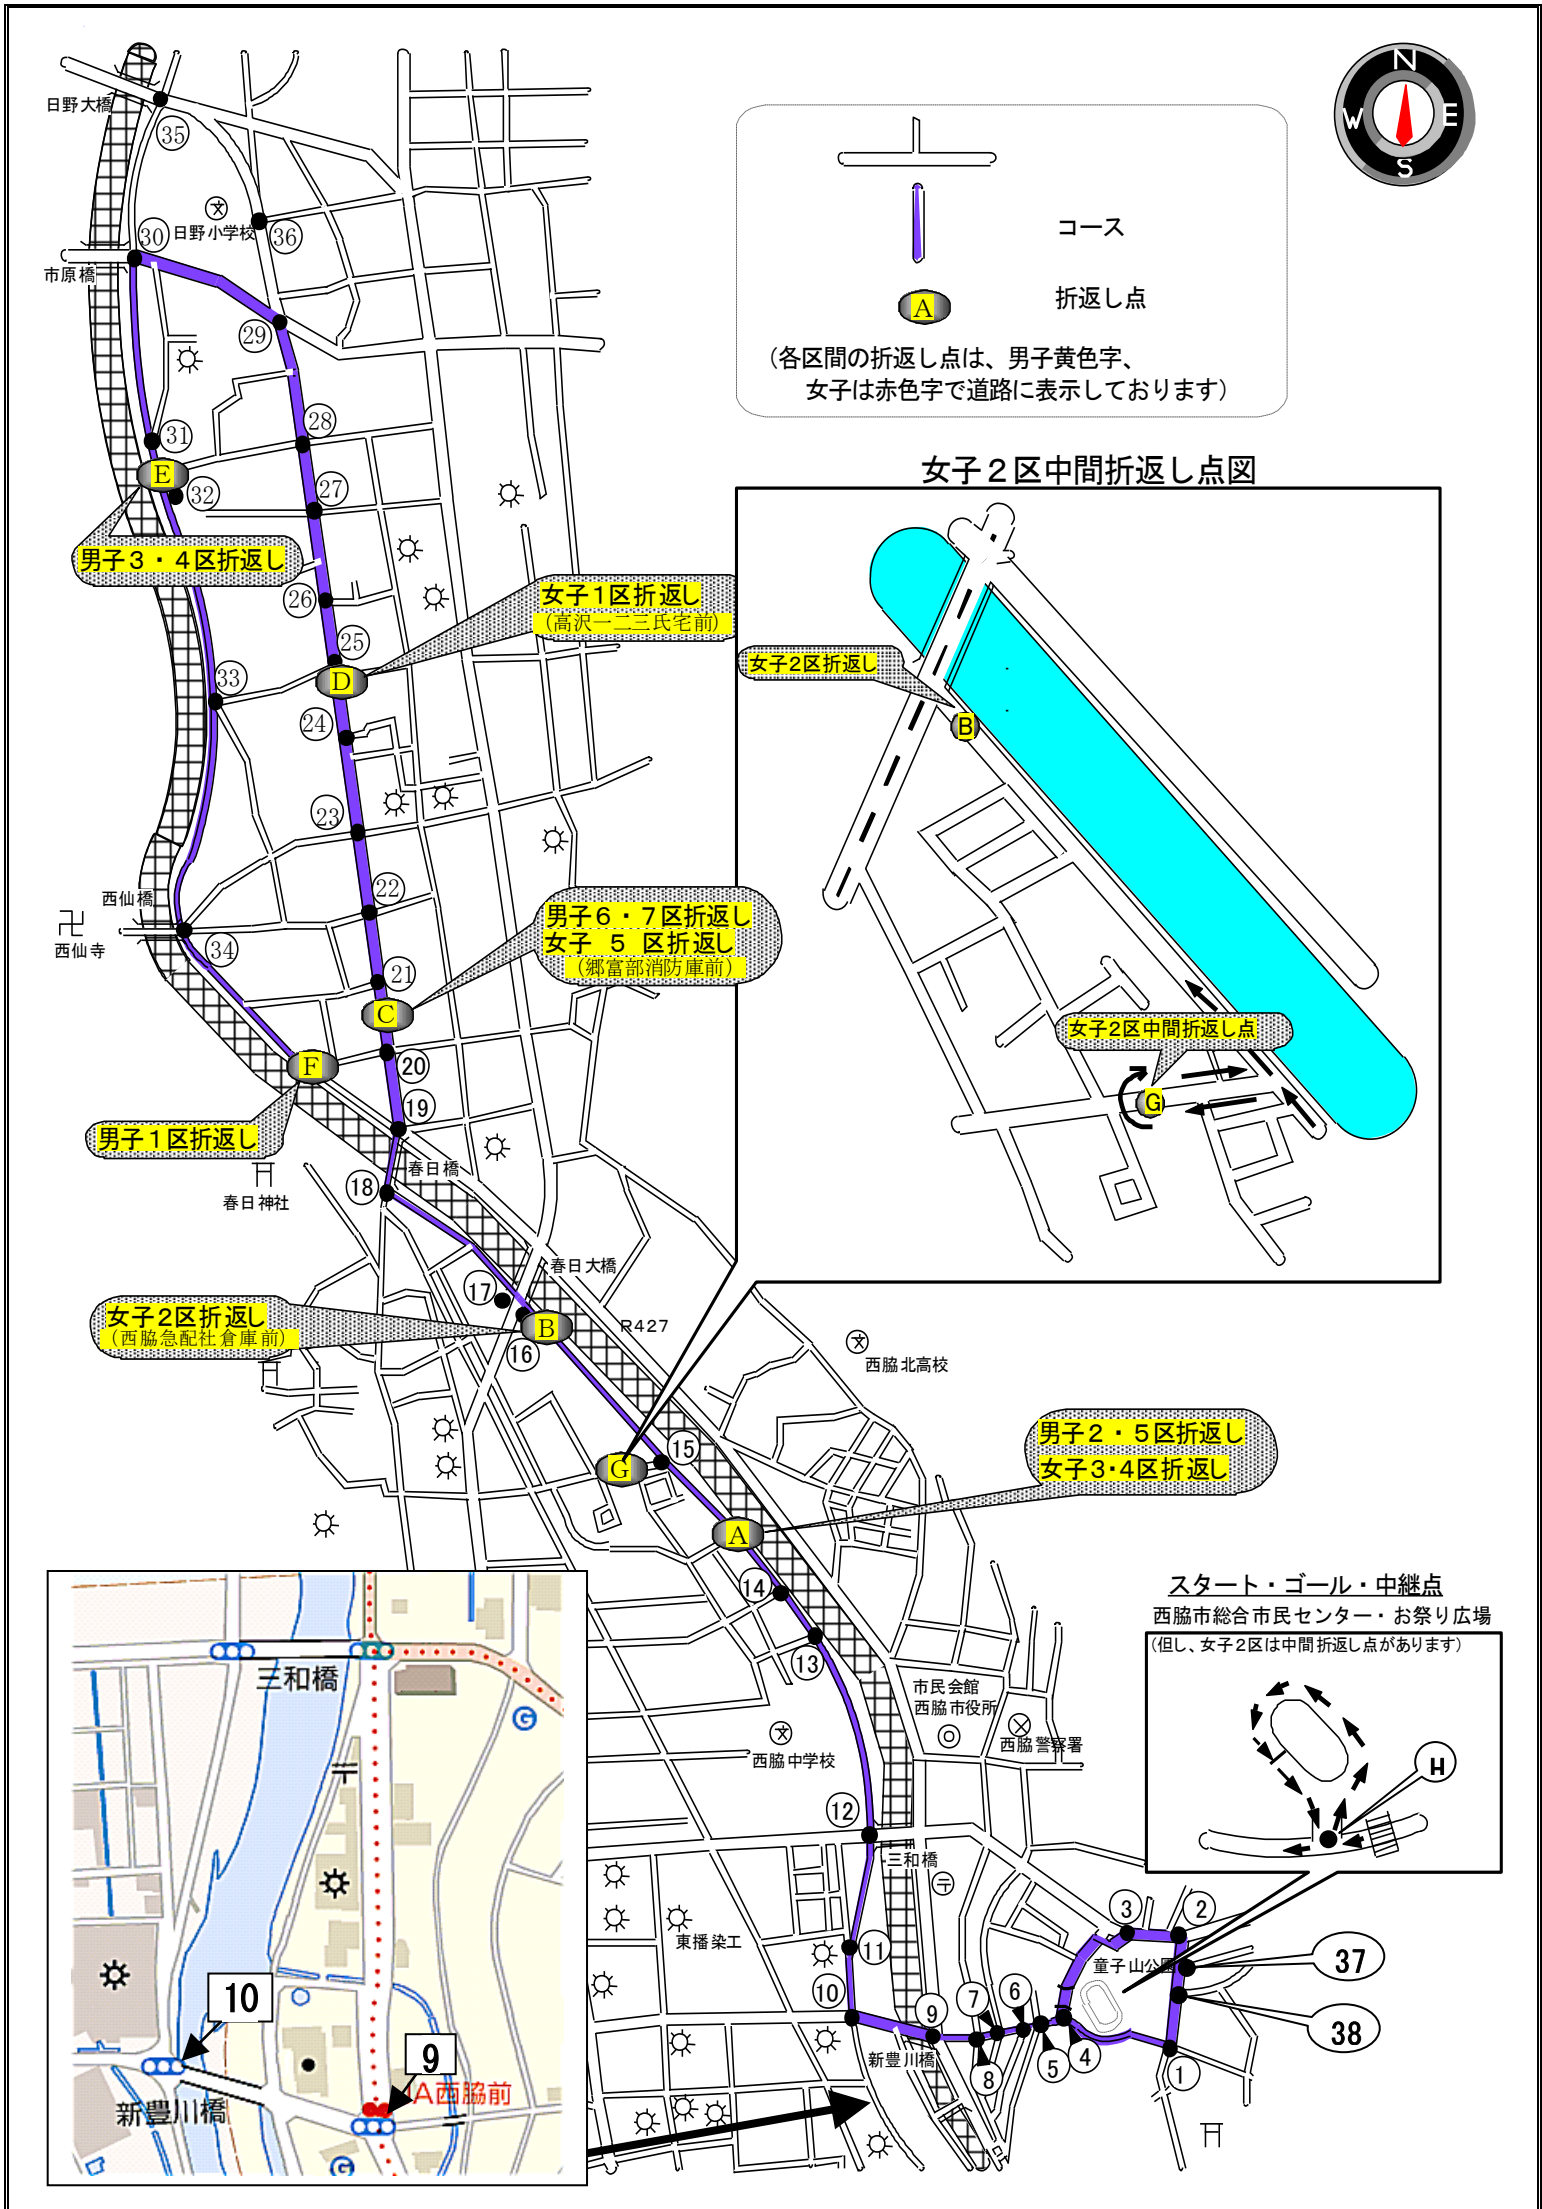 N
W
E
S
日野大橋
35
日野小学校
36
30
市原橋
29
コース
A
折返し点
(各区間の折返し点は、男子黄色字、
女子は赤色字で道路に表示しております)
28
31
E
32
27
男子3・4区折返し
26
女子1区折返し
(高沢一二三氏宅前)
25
D
33
24
23
22
西仙橋
西仙寺
34
男子6・7区折返し
女子 5 区折返し
(郷富部消防庫前)
21
C
20
F
19
男子1区折返し
春日橋
18
春日神社
春日大橋
17
女子2区折返し
(西脇急配社倉庫前)
B
16
R427
西脇北高校
15
G
男子2・5区折返し
女子3・4区折返し
A
14
13
女子2区中間折返し点図
女子2区折返し
B
女子2区中間折返し点
G
スタート・ゴール・中継点
西脇市総合市民センター・お祭り広場
(但し、女子2区は中間折返し点があります)
H
市民会館
西脇市役所
西脇警察署
西脇中学校
12
三和橋
東播染工
11
10
9
新豊川橋
8
7
6
5
4
3
2
童子山公園
37
38
1
三和橋
G
10
9
JA西脇前
新豊川橋
G